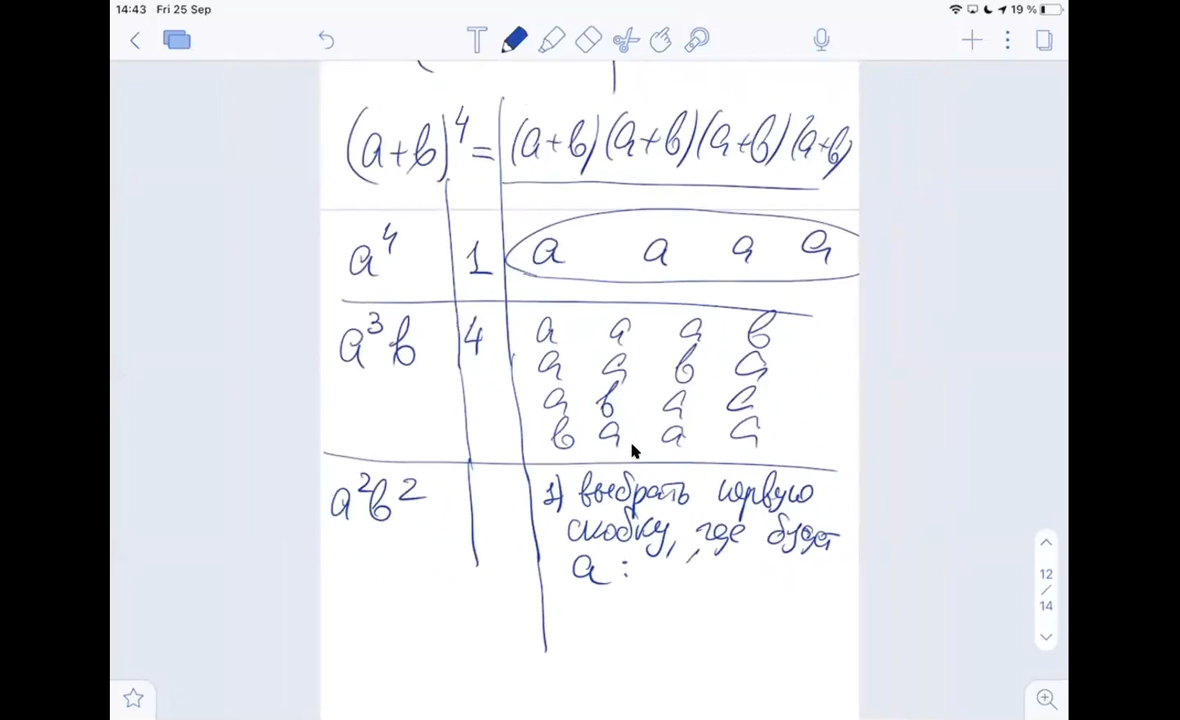 14:43 Fri 25 Sep 19 %
T
(a+b)⁴ = (a+b)(a+b)(a+b)(a+b)
a⁴ 1 a a a a
a³b 4 a a a b
a a b a
a b a a
b a a a
a²b² 1) выбрать первую
скобку, где будет
a:
12
/
14